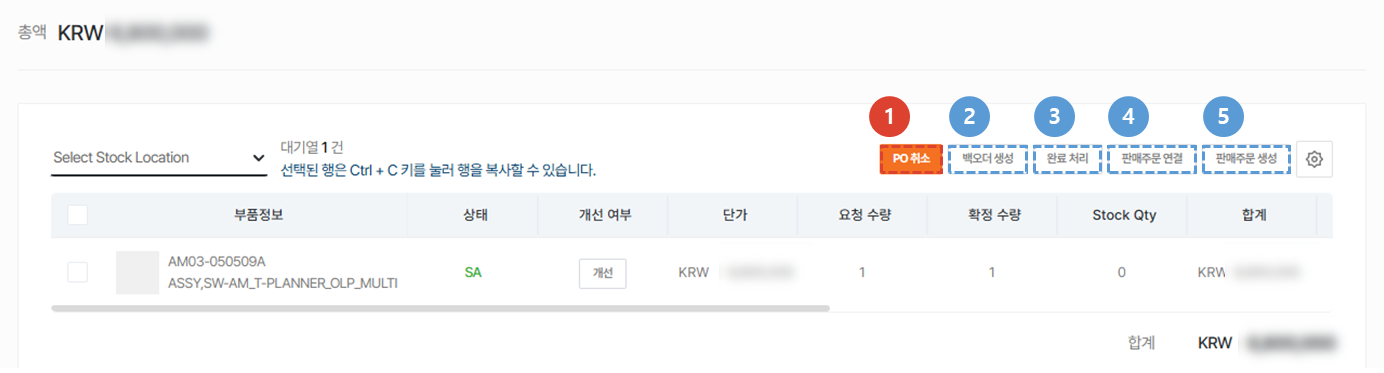 총액 KRW
1 2 3 4 5
Select Stock Location
대기열 1 건
선택된 행은 Ctrl + C 키를 눌러 행을 복사할 수 있습니다.
PO 취소 백오더 생성 완료 처리 판매주문 연결 판매주문 생성
부품정보 상태 개선 여부 단가 요청 수량 확정 수량 Stock Qty 합계
AM03-050509A
SA 개선 KRW 1 1 0 KRW
ASSY,SW-AM_T-PLANNER_OLP_MULTI
합계 KRW